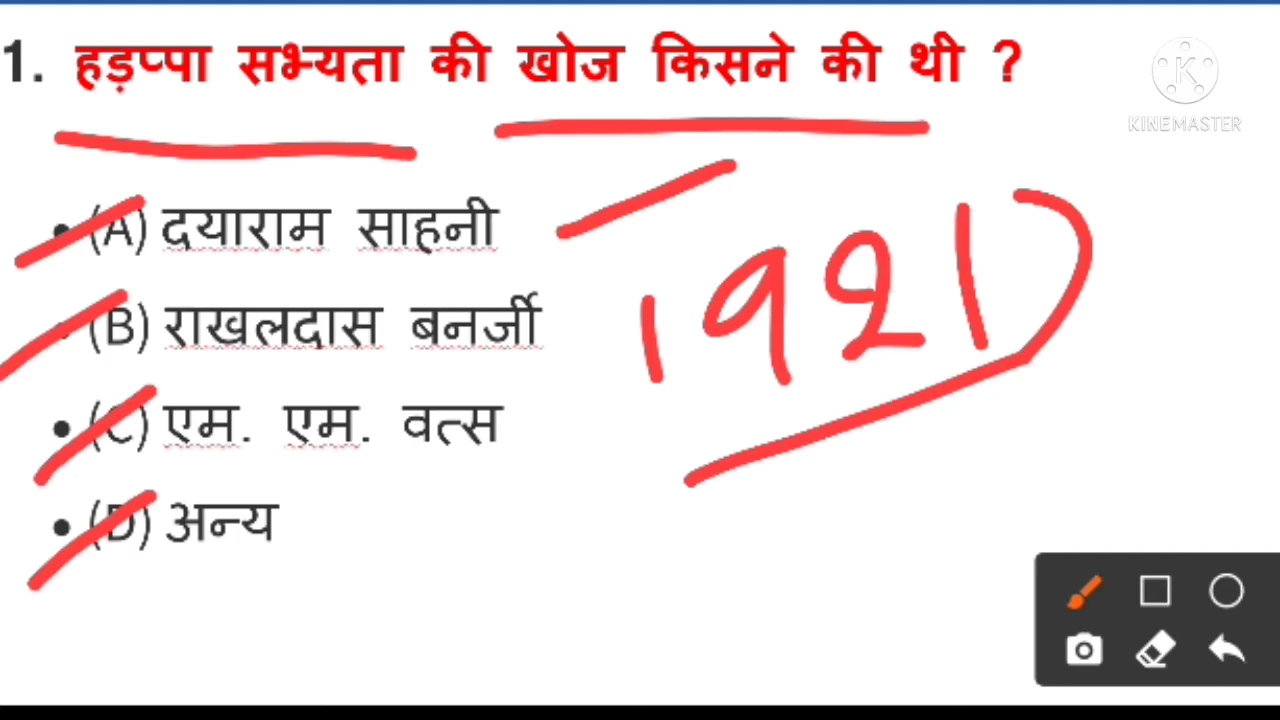 1. हड़प्पा सभ्यता की खोज किसने की थी ?
KINEMASTER
(A) दयाराम साहनी
1921
(B) राखलदास बनर्जी
(C) एम. एम. वत्स
(D) अन्य